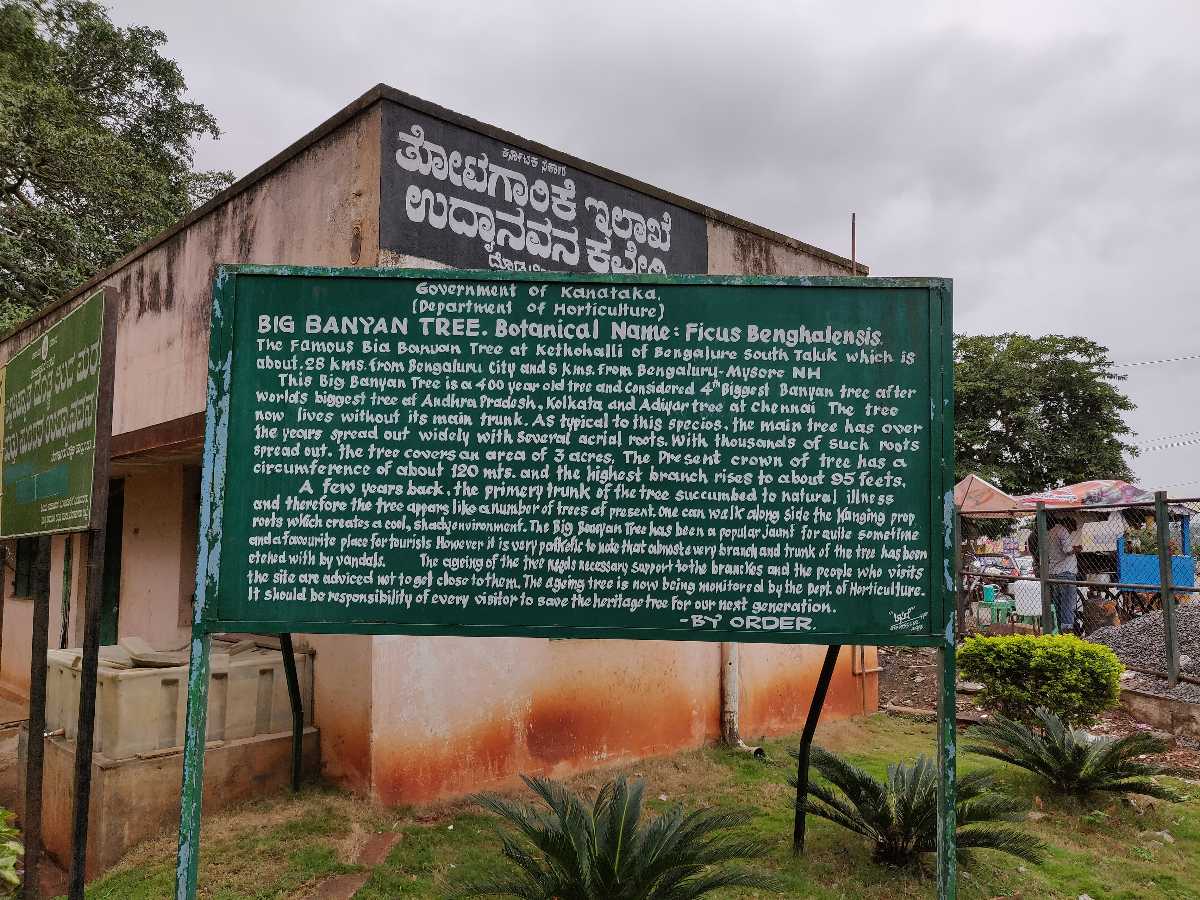 ಕರ್ನಾಟಕ ಸರ್ಕಾರ
ತೋಟಗಾರಿಕೆ ಇಲಾಖೆ
ಉದ್ಯಾನವನ ಕಛೇರಿ
Government of Kanataka,
(Department of Horticulture)
BIG BANYAN TREE. Botanical Name: Ficus Benghalensis.
The Famous Bia Banuan Tree at Kethohalli of Bengalure South Taluk which is
about.28 kms.from Bengaluru City and 8 kms.from Bengaluru-Mysore NH
This Big Banyan Tree is a 400 year old tree and Considered 4th Biggest Banyan tree after
worlds biggest tree of Andhra Pradesh, Kolkata and Adiyar tree at chennai The tree
now lives without its main trunk. As typical to this specios, the main tree has over
the years spread out widely with several acrial roots. With thousands of such roots
spread out, the tree covers an area of 3 acres. The Present crown of tree has a
circumference of about 120 mts. and the highest branch rises to about 95 feets,
A few years back, the primery trunk of the tree succumbed to natural illness
and therefore the tree appers like a number of trees of present. one can walk along side the hanging prop
roots which creates a cool, shady environment. The Big Banyan Tree has been a popular jaunt for quite sometime
and a favourite place for tourists However it is very pathetic to note that almost every branch and trunk of the tree has been
etched with by vandals. The ageing of the tree needs necessary support to the branches and the people who visits
the site are adviced not to get close to them. The ageing tree is now being monitored by the Dept. of Horticulture.
It should be responsibility of every visitor to save the heritage tree for our next generation.
-BY ORDER.